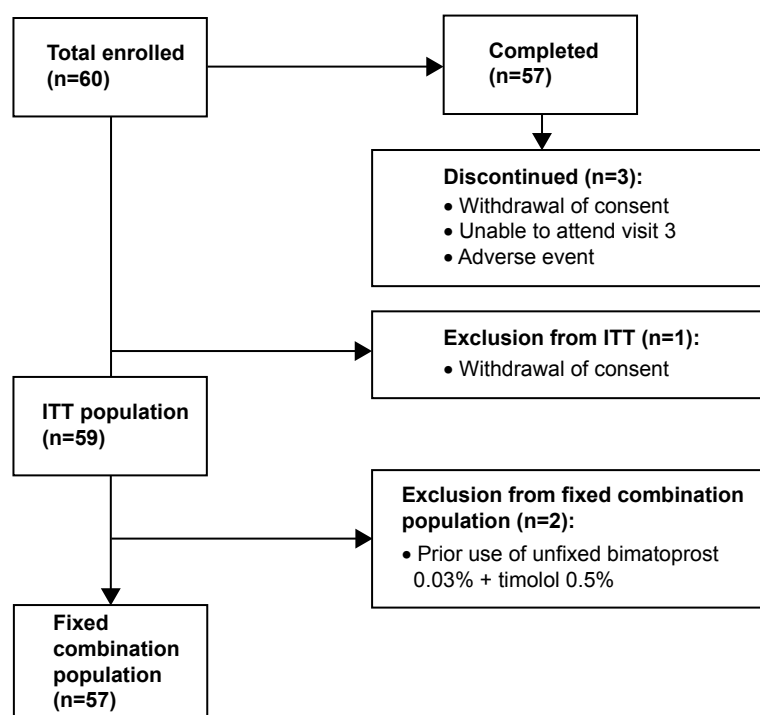 Total enrolled
(n=60)
Completed
(n=57)
Discontinued (n=3):
• Withdrawal of consent
• Unable to attend visit 3
• Adverse event
Exclusion from ITT (n=1):
• Withdrawal of consent
ITT population
(n=59)
Exclusion from fixed combination
population (n=2):
• Prior use of unfixed bimatoprost
0.03% + timolol 0.5%
Fixed
combination
population
(n=57)